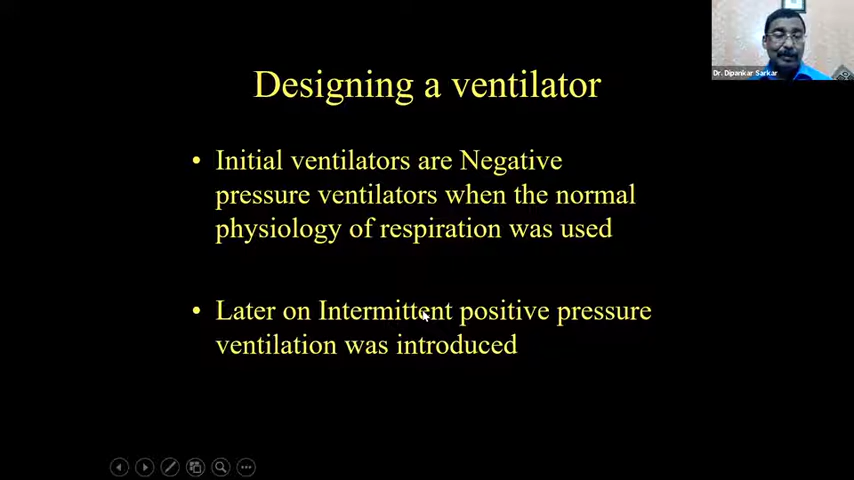 Dr. Dipankar Sarkar
Designing a ventilator
• Initial ventilators are Negative
pressure ventilators when the normal
physiology of respiration was used
• Later on Intermittent positive pressure
ventilation was introduced